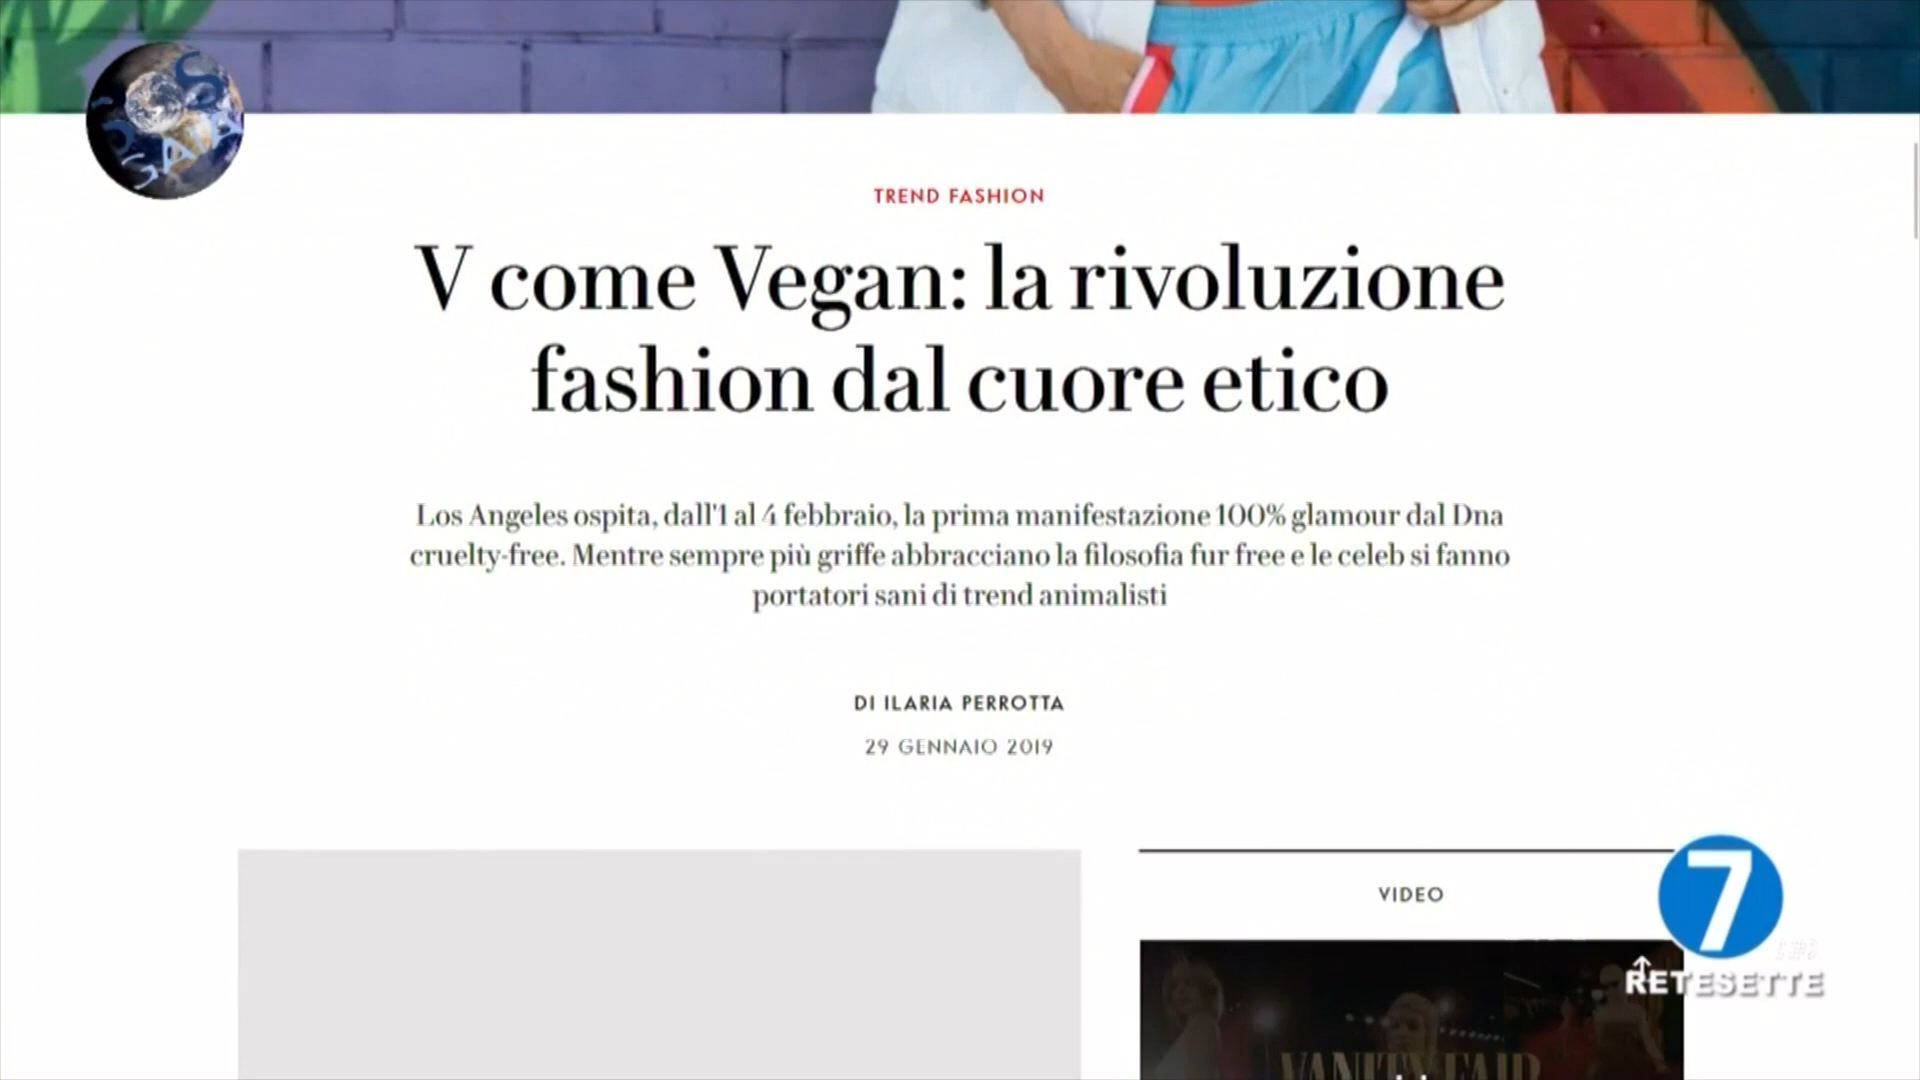 TREND FASHION
V come Vegan: la rivoluzione
fashion dal cuore etico
Los Angeles ospita, dall'1 al 4 febbraio, la prima manifestazione 100% glamour dal Dna
cruelty-free. Mentre sempre più griffe abbracciano la filosofia fur free e le celeb si fanno
portatori sani di trend animalisti
DI ILARIA PERROTTA
29 GENNAIO 2019
VIDEO
7
RETESETTE
VANITY FAIR